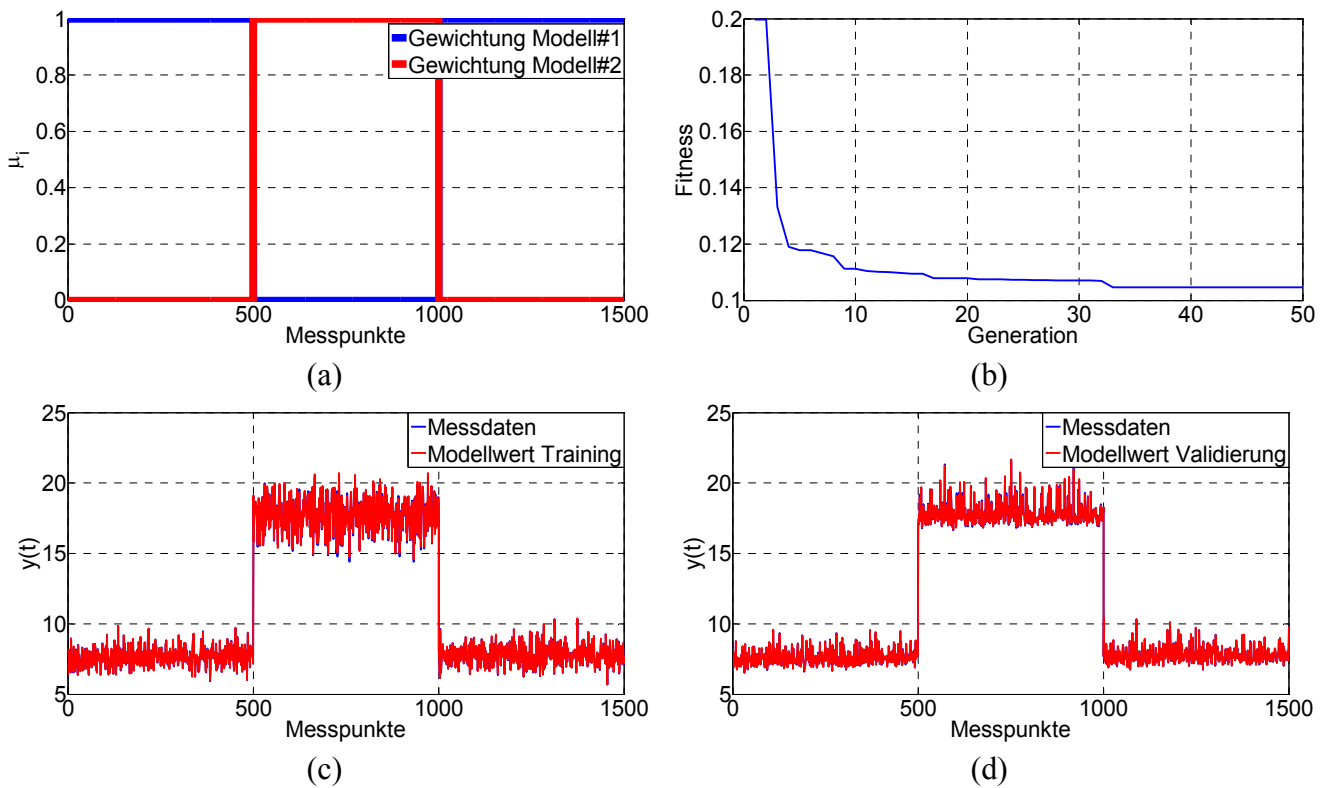 1
0.8
0.6
0.4
0.2
0
μi
Gewichtung Modell#1
Gewichtung Modell#2
0 500 1000 1500
Messpunkte
(a)
0.2
0.18
0.16
0.14
0.12
0.1
Fitness
10 20 30 40 50
Generation
(b)
25
20
15
10
5
y(t)
Messdaten
Modellwert Training
0 500 1000 1500
Messpunkte
(c)
25
20
15
10
5
y(t)
Messdaten
Modellwert Validierung
0 500 1000 1500
Messpunkte
(d)